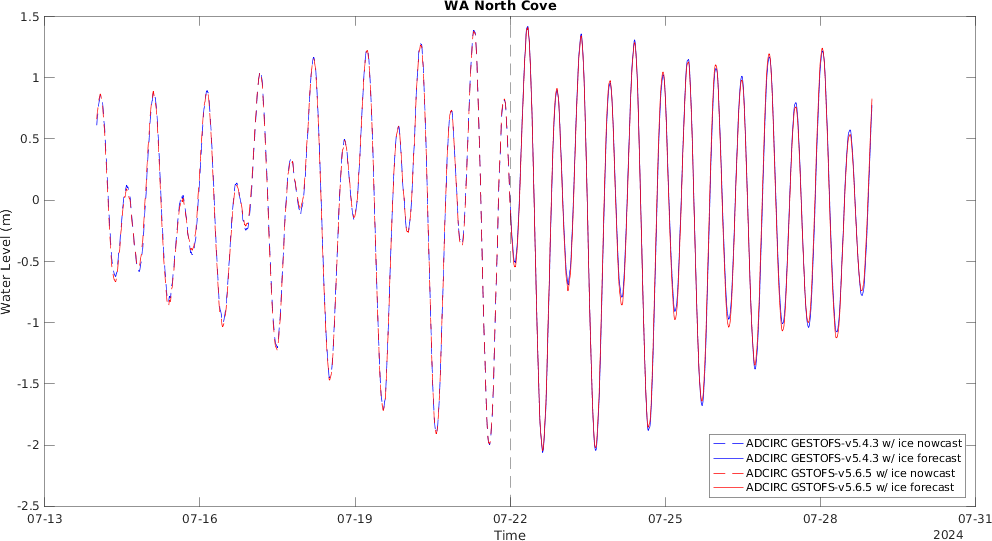 WA North Cove
1.5
1
0.5
0
-0.5
-1
-1.5
-2
-2.5
Water Level (m)
07-13
07-16
07-19
07-22
07-25
07-28
07-31
Time
2024
ADCIRC GESTOFS-v5.4.3 w/ ice nowcast
ADCIRC GESTOFS-v5.4.3 w/ ice forecast
ADCIRC GSTOFS-v5.6.5 w/ ice nowcast
ADCIRC GSTOFS-v5.6.5 w/ ice forecast